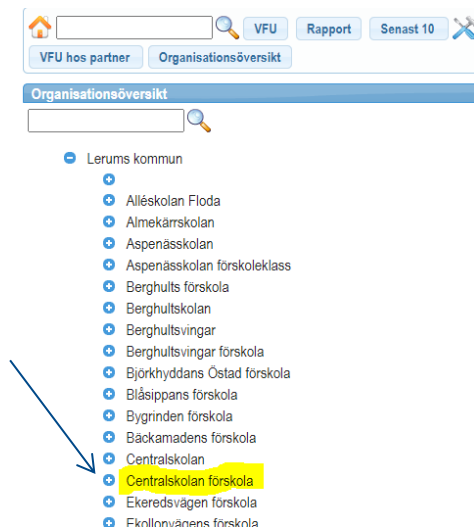 VFU Rapport Senast 10
VFU hos partner Organisationsöversikt
Organisationsöversikt
Lerums kommun
Alléskolan Floda
Almekärrskolan
Aspenässkolan
Aspenässkolan förskoleklass
Berghults förskola
Berghultskolan
Berghultsvingar
Berghultsvingar förskola
Björkhyddans Östad förskola
Blåsippans förskola
Bygrinden förskola
Bäckamadens förskola
Centralskolan
Centralskolan förskola
Ekeredsvägen förskola
Ekollonvägens förskola